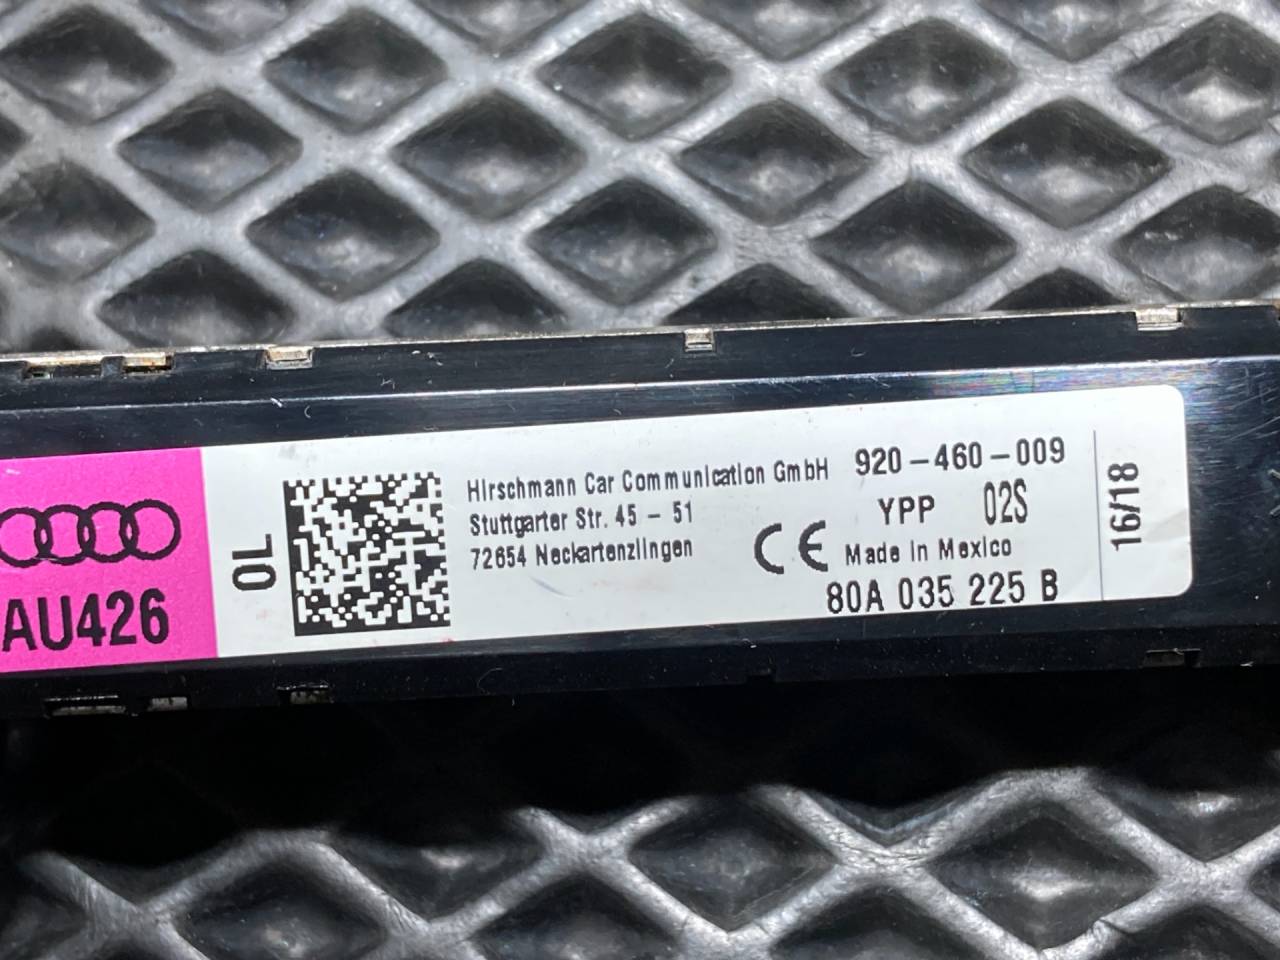 AU426
0L
Hirschmann Car Communication GmbH
Stuttgarter Str. 45 - 51
72654 Neckartenzlingen
920-460-009
YPP 02S
CE Made in Mexico
80A 035 225 B
16/18